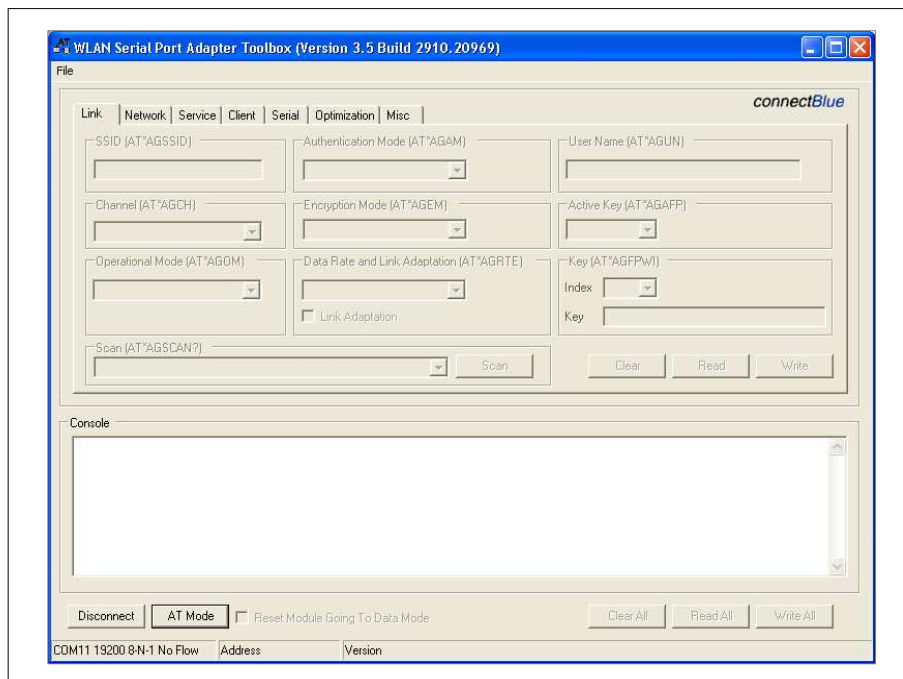 WLAN Serial Port Adapter Toolbox (Version 3.5 Build 2910.20969)
File
connectBlue
Link Network Service Client Serial Optimization Misc
SSID (AT*AGSSID) Authentication Mode (AT*AGAM) User Name (AT*AGUN)
Channel (AT*AGCH) Encryption Mode (AT*AGEM) Active Key (AT*AGAFP)
Operational Mode (AT*AGOM) Data Rate and Link Adaptation (AT*AGRTE) Key (AT*AGFPWI)
Index
Link Adaptation Key
Scan (AT*AGSCAN?)
Scan Clear Read Write
Console
Disconnect AT Mode Reset Module Going To Data Mode Clear All Read All Write All
COM11 19200 8-N-1 No Flow Address Version